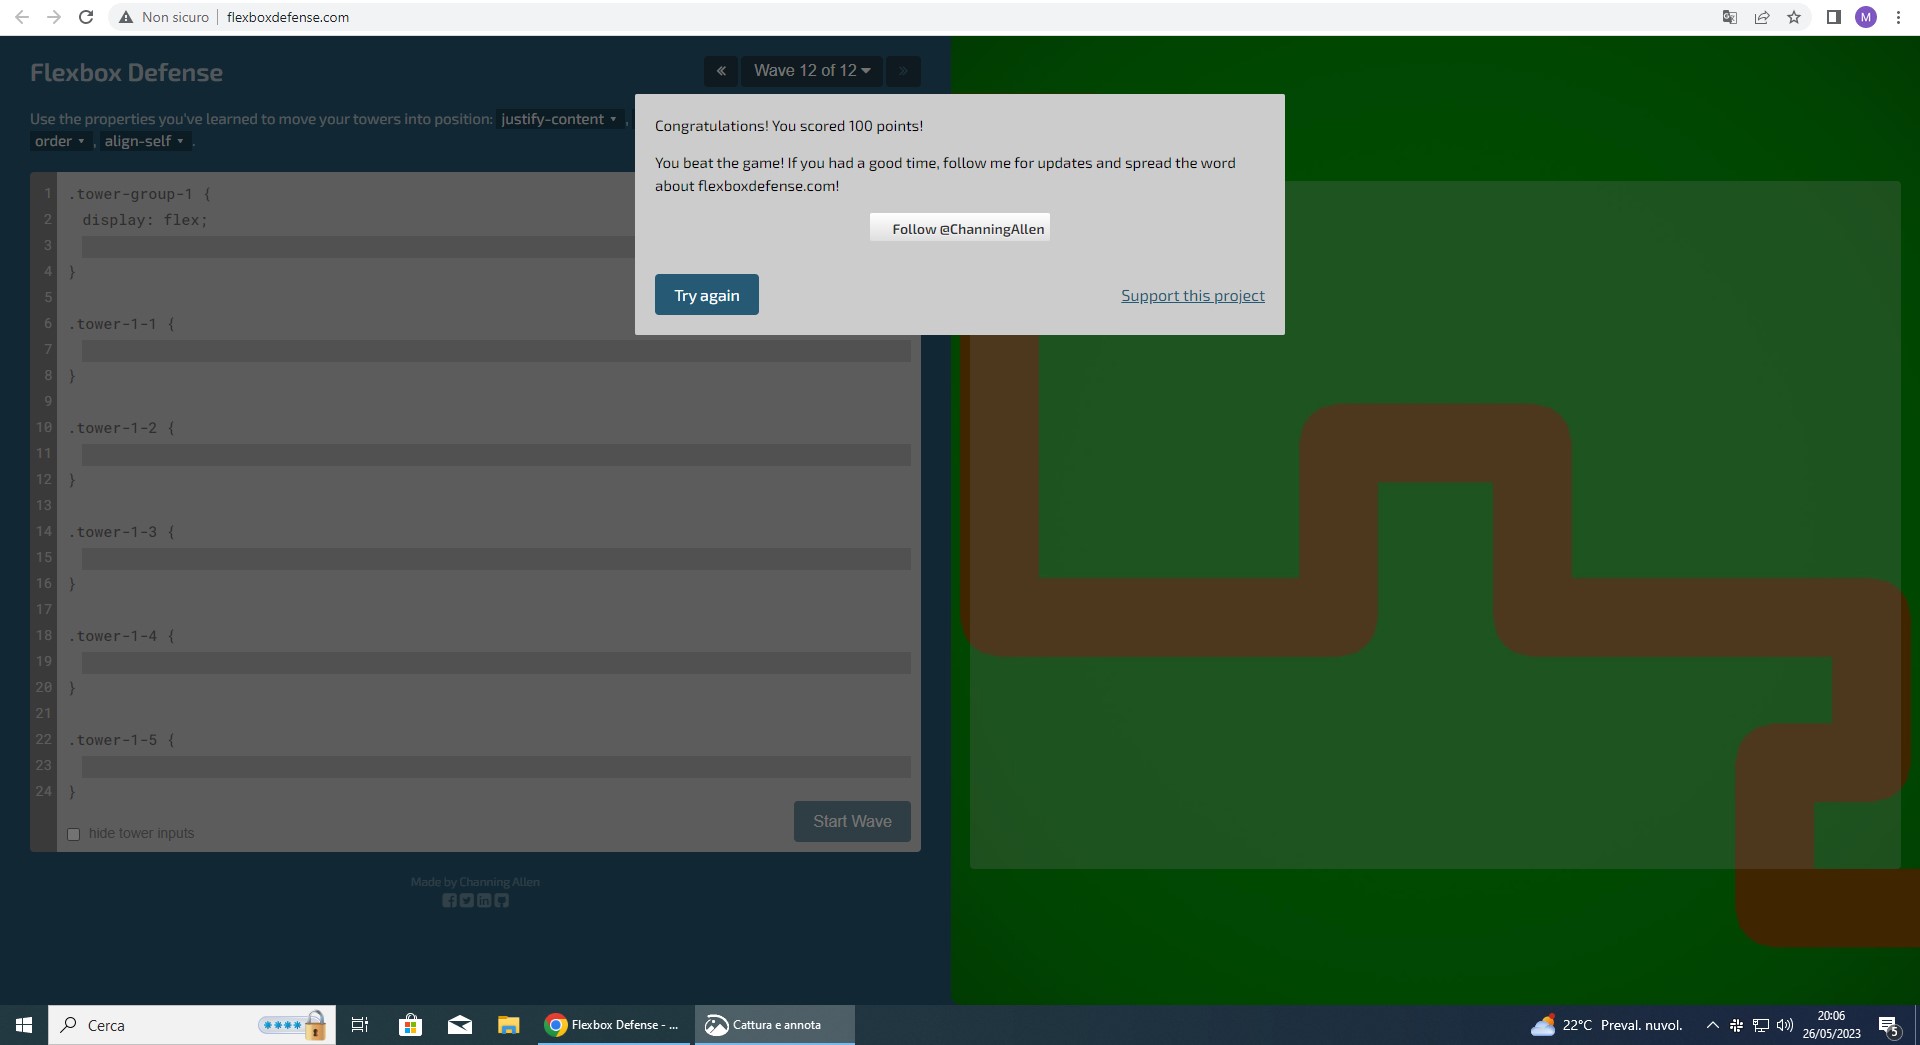 Non sicuro flexboxdefense.com
M
Flexbox Defense
Wave 12 of 12
Use the properties you've learned to move your towers into position: justify-content ,
order , align-self .
Congratulations! You scored 100 points!
You beat the game! If you had a good time, follow me for updates and spread the word
about flexboxdefense.com!
Follow @ChanningAllen
Try again
Support this project
1 .tower-group-1 {
2 display: flex;
3
4 }
5
6 .tower-1-1 {
7
8 }
9
10 .tower-1-2 {
11
12 }
13
14 .tower-1-3 {
15
16 }
17
18 .tower-1-4 {
19
20 }
21
22 .tower-1-5 {
23
24 }
hide tower inputs
Start Wave
Made by Channing Allen
Cerca
Flexbox Defense - ...
Cattura e annota
22°C Preval. nuvol.
20:06
26/05/2023
5